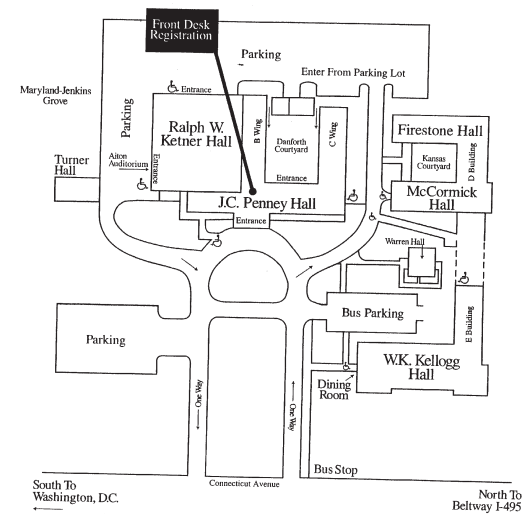 Front Desk
Registration
Parking
Enter From Parking Lot
Maryland-Jenkins
Grove
Parking
Entrance
Ralph W.
Ketner Hall
B Wing
Danforth
Courtyard
C Wing
Entrance
Firestone Hall
Kansas
Courtyard
D Building
McCormick
Hall
Turner
Hall
Aiton
Auditorium
Entrance
J.C. Penney Hall
Entrance
Warren Hall
Bus Parking
E Building
Parking
W.K. Kellogg
Hall
Dining
Room
One Way
One Way
Bus Stop
Connecticut Avenue
South To
Washington, D.C.
North To
Beltway I-495